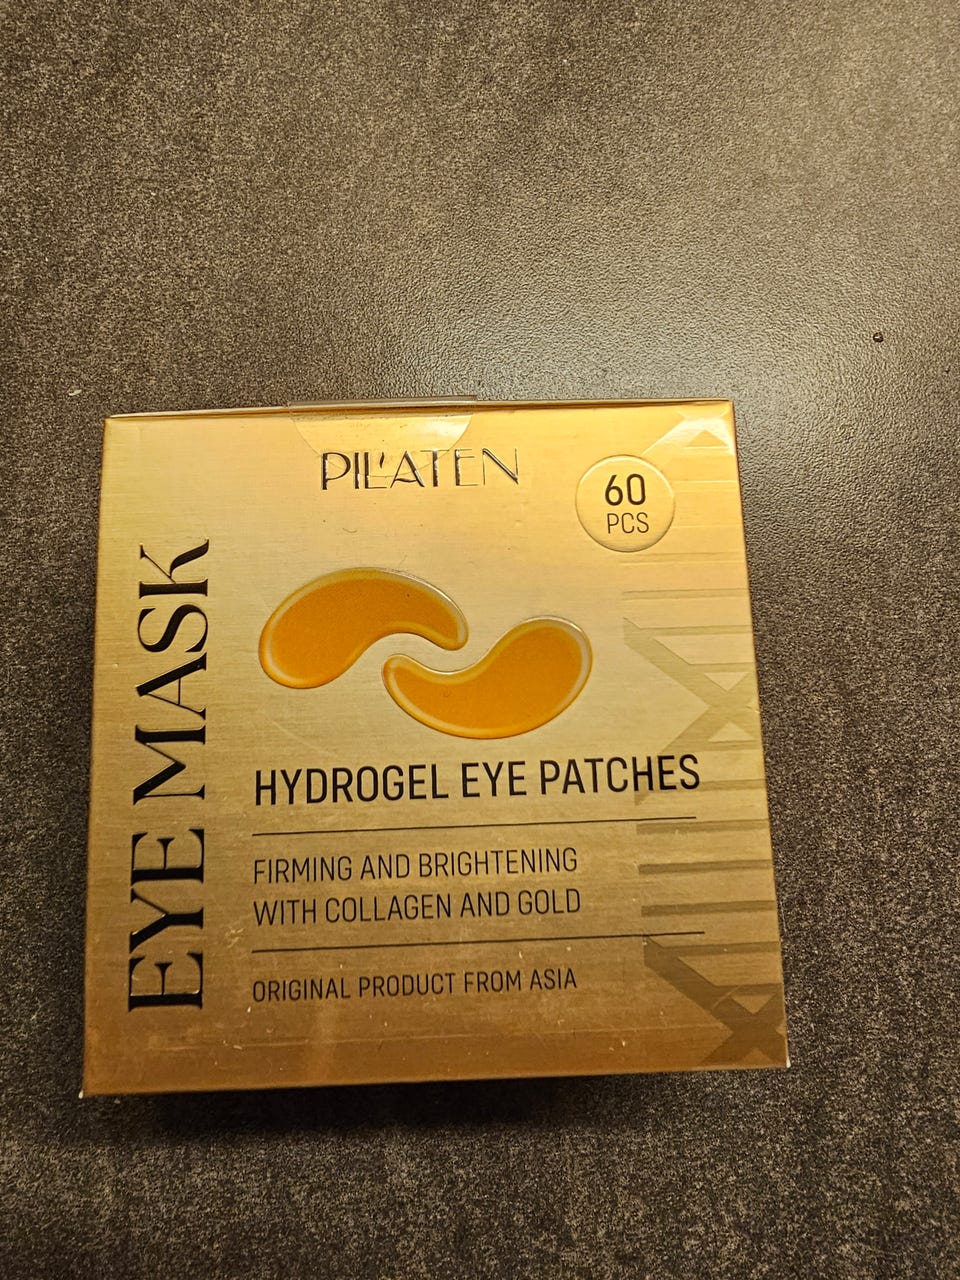 PIL'ATEN
60
PCS
EYE MASK
HYDROGEL EYE PATCHES
FIRMING AND BRIGHTENING
WITH COLLAGEN AND GOLD
ORIGINAL PRODUCT FROM ASIA